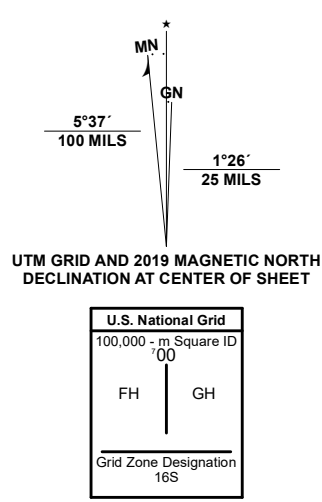 MN
GN
5°37´
100 MILS
1°26´
25 MILS
UTM GRID AND 2019 MAGNETIC NORTH
DECLINATION AT CENTER OF SHEET
U.S. National Grid
100,000 - m Square ID
⁷00
FH GH
Grid Zone Designation
16S